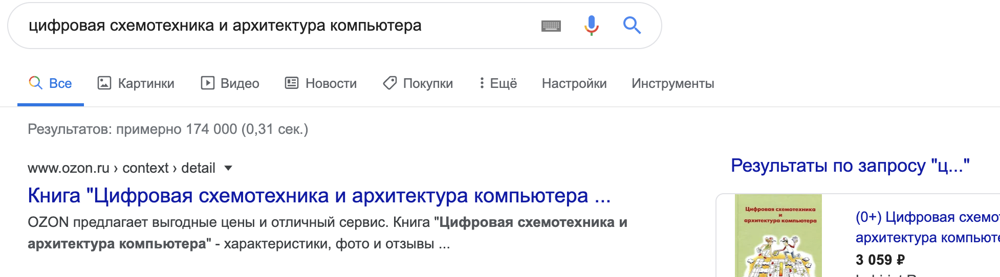 цифровая схемотехника и архитектура компьютера
Все Картинки Видео Новости Покупки Ещё Настройки Инструменты
Результатов: примерно 174 000 (0,31 сек.)
www.ozon.ru › context › detail
Книга "Цифровая схемотехника и архитектура компьютера ...
OZON предлагает выгодные цены и отличный сервис. Книга "Цифровая схемотехника и
архитектура компьютера" - характеристики, фото и отзывы ...
Результаты по запросу "ц..."
Цифровая схемотехника
и
архитектура компьютера
(0+) Цифровая схемо
архитектура компьюте
3 059 ₽